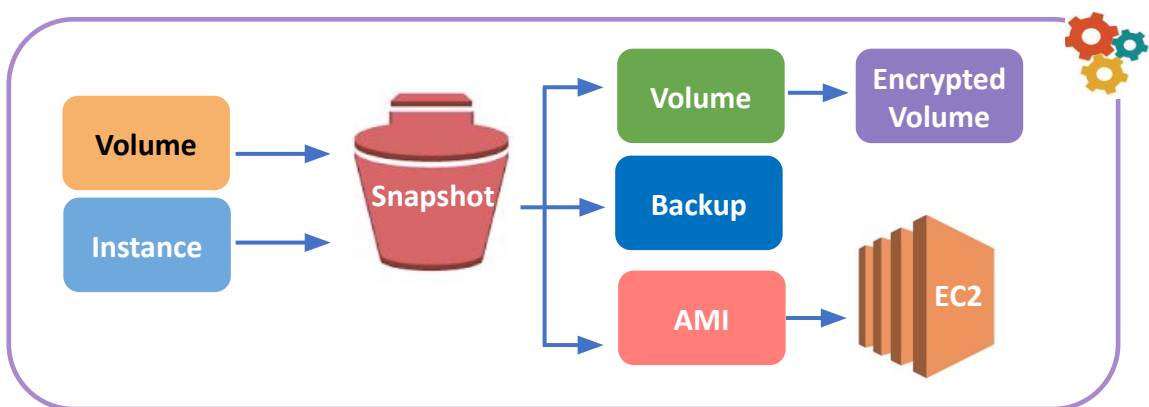 Volume
Instance
Snapshot
Volume
Encrypted
Volume
Backup
AMI
EC2